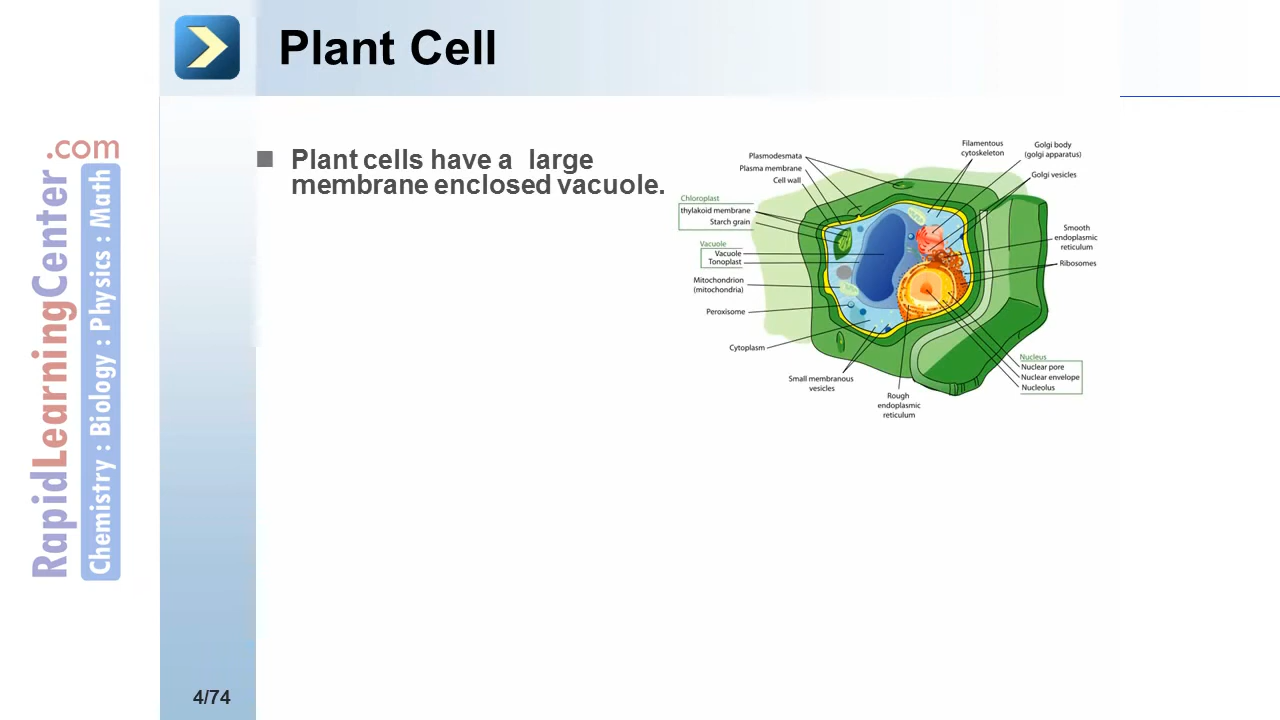 Plant Cell
Plant cells have a large
membrane enclosed vacuole.
Plasmodesmata
Plasma membrane
Cell wall
Chloroplast
thylakoid membrane
Starch grain
Vacuole
Vacuole
Tonoplast
Mitochondrion
(mitochondria)
Peroxisome
Cytoplasm
Small membranous
vesicles
Rough
endoplasmic
reticulum
Filamentous
cytoskeleton
Golgi body
(golgi apparatus)
Golgi vesicles
Smooth
endoplasmic
reticulum
Ribosomes
Nucleus
Nuclear pore
Nuclear envelope
Nucleolus
RapidLearningCenter.com
Chemistry : Biology : Physics : Math
4/74